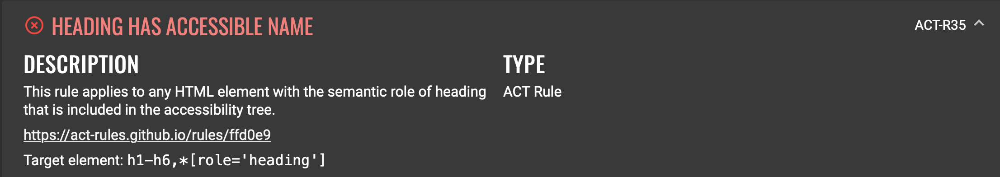 HEADING HAS ACCESSIBLE NAME
ACT-R35
DESCRIPTION
This rule applies to any HTML element with the semantic role of heading
that is included in the accessibility tree.
https://act-rules.github.io/rules/ffd0e9
Target element: h1–h6,*[role='heading']
TYPE
ACT Rule